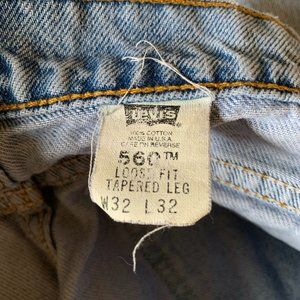 LEVI'S
100% COTTON
MADE IN U.S.A.
CARE ON REVERSE
560™
LOOSE FIT
TAPERED LEG
W32 L32